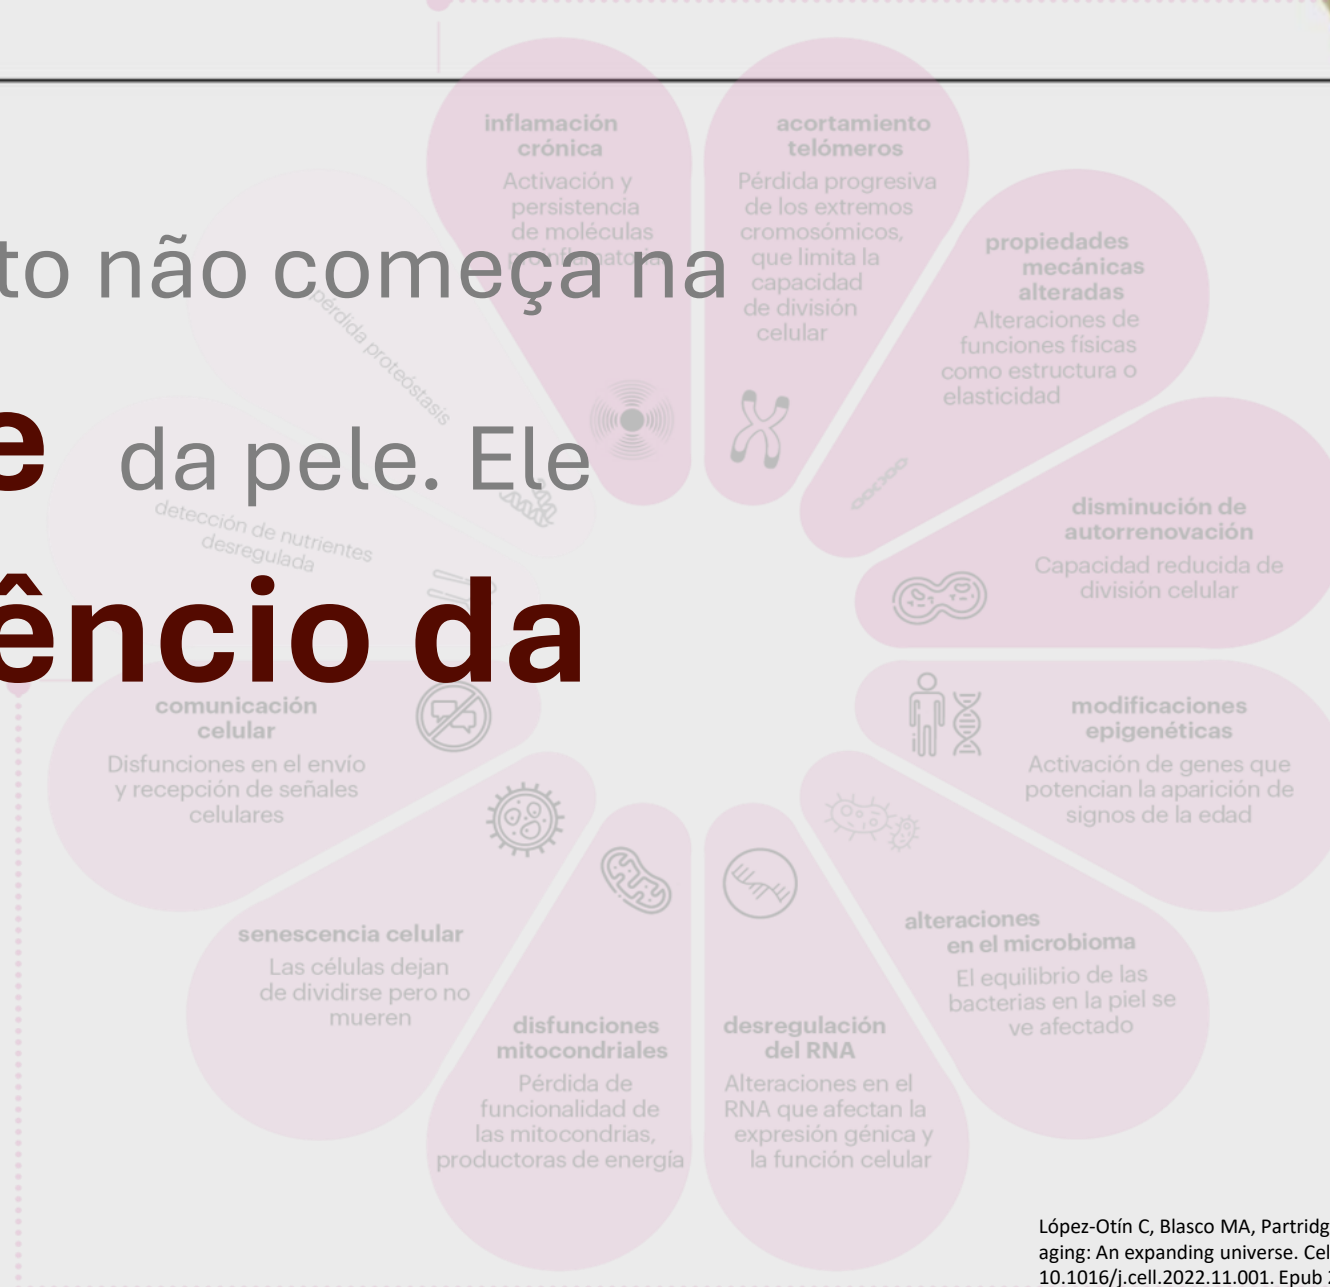 to não começa na
e da pele. Ele
êncio da
inflamación
crónica
Activación y
persistencia
de moléculas
proinflamatorias
acortamiento
telómeros
Pérdida progresiva
de los extremos
cromosómicos,
que limita la
capacidad
de división
celular
propiedades
mecánicas
alteradas
Alteraciones de
funciones físicas
como estructura o
elasticidad
disminución de
autorrenovación
Capacidad reducida de
división celular
modificaciones
epigenéticas
Activación de genes que
potencian la aparición de
signos de la edad
alteraciones
en el microbioma
El equilibrio de las
bacterias en la piel se
ve afectado
desregulación
del RNA
Alteraciones en el
RNA que afectan la
expresión génica y
la función celular
disfunciones
mitocondriales
Pérdida de
funcionalidad de
las mitocondrias,
productoras de energía
senescencia celular
Las células dejan
de dividirse pero no
mueren
comunicación
celular
Disfunciones en el envío
y recepción de señales
celulares
detección de nutrientes
desregulada
pérdida proteóstasis
López-Otín C, Blasco MA, Partridg
aging: An expanding universe. Cel
10.1016/j.cell.2022.11.001. Epub